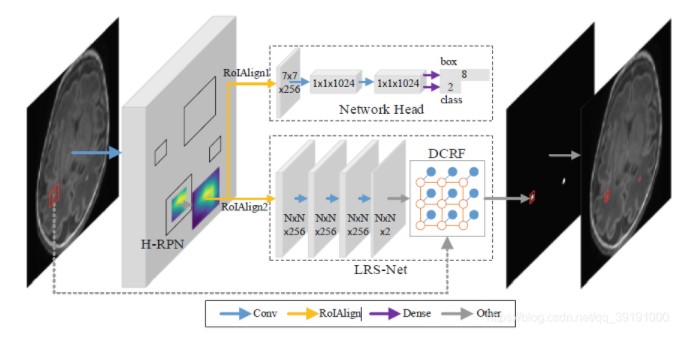 RoIAlign1
7x7
x256
1x1x1024
1x1x1024
box
8
2
class
Network Head
H-RPN
RoIAlign2
NxN
x256
NxN
x256
NxN
x256
NxN
x2
DCRF
LRS-Net
Conv
RoIAlign
Dense
Other
blog.csdn.net/qq_39191000